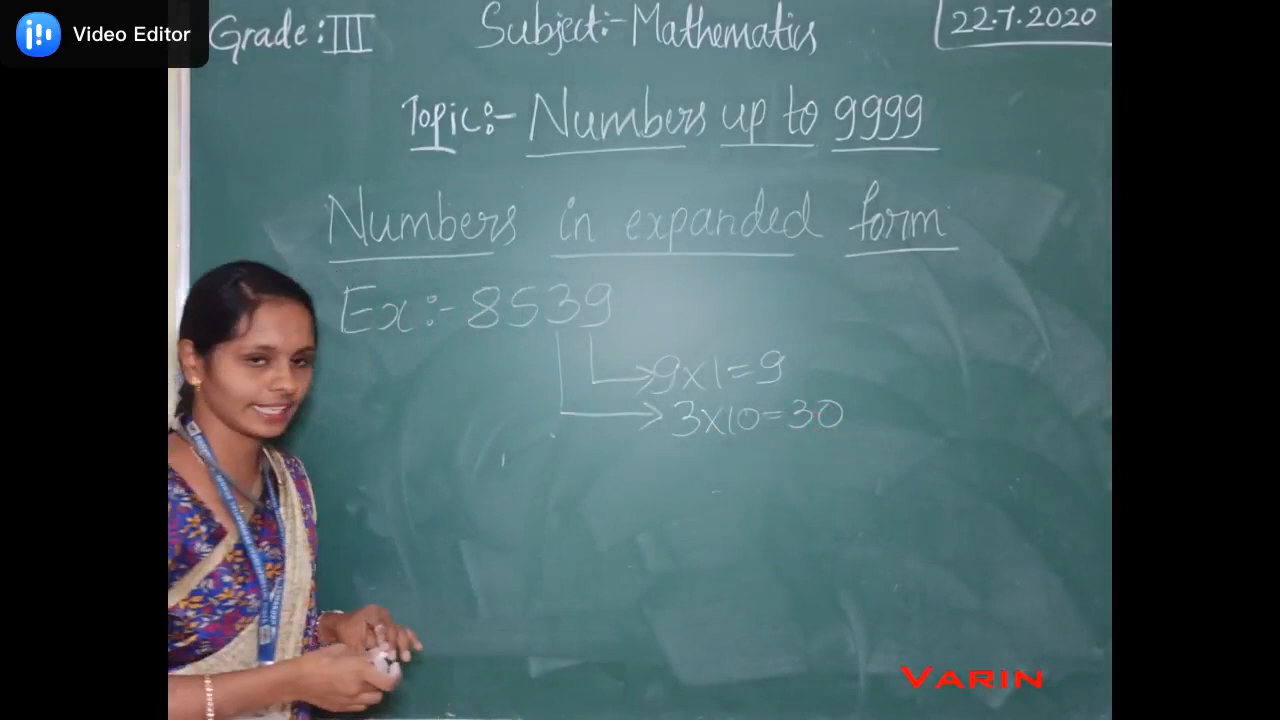 Video Editor
Grade:III
Subject:-Mathematics
22.7.2020
Topic:- Numbers up to 9999
Numbers in expanded form
Ex:-8539
9x1=9
3x10=30
VARIN